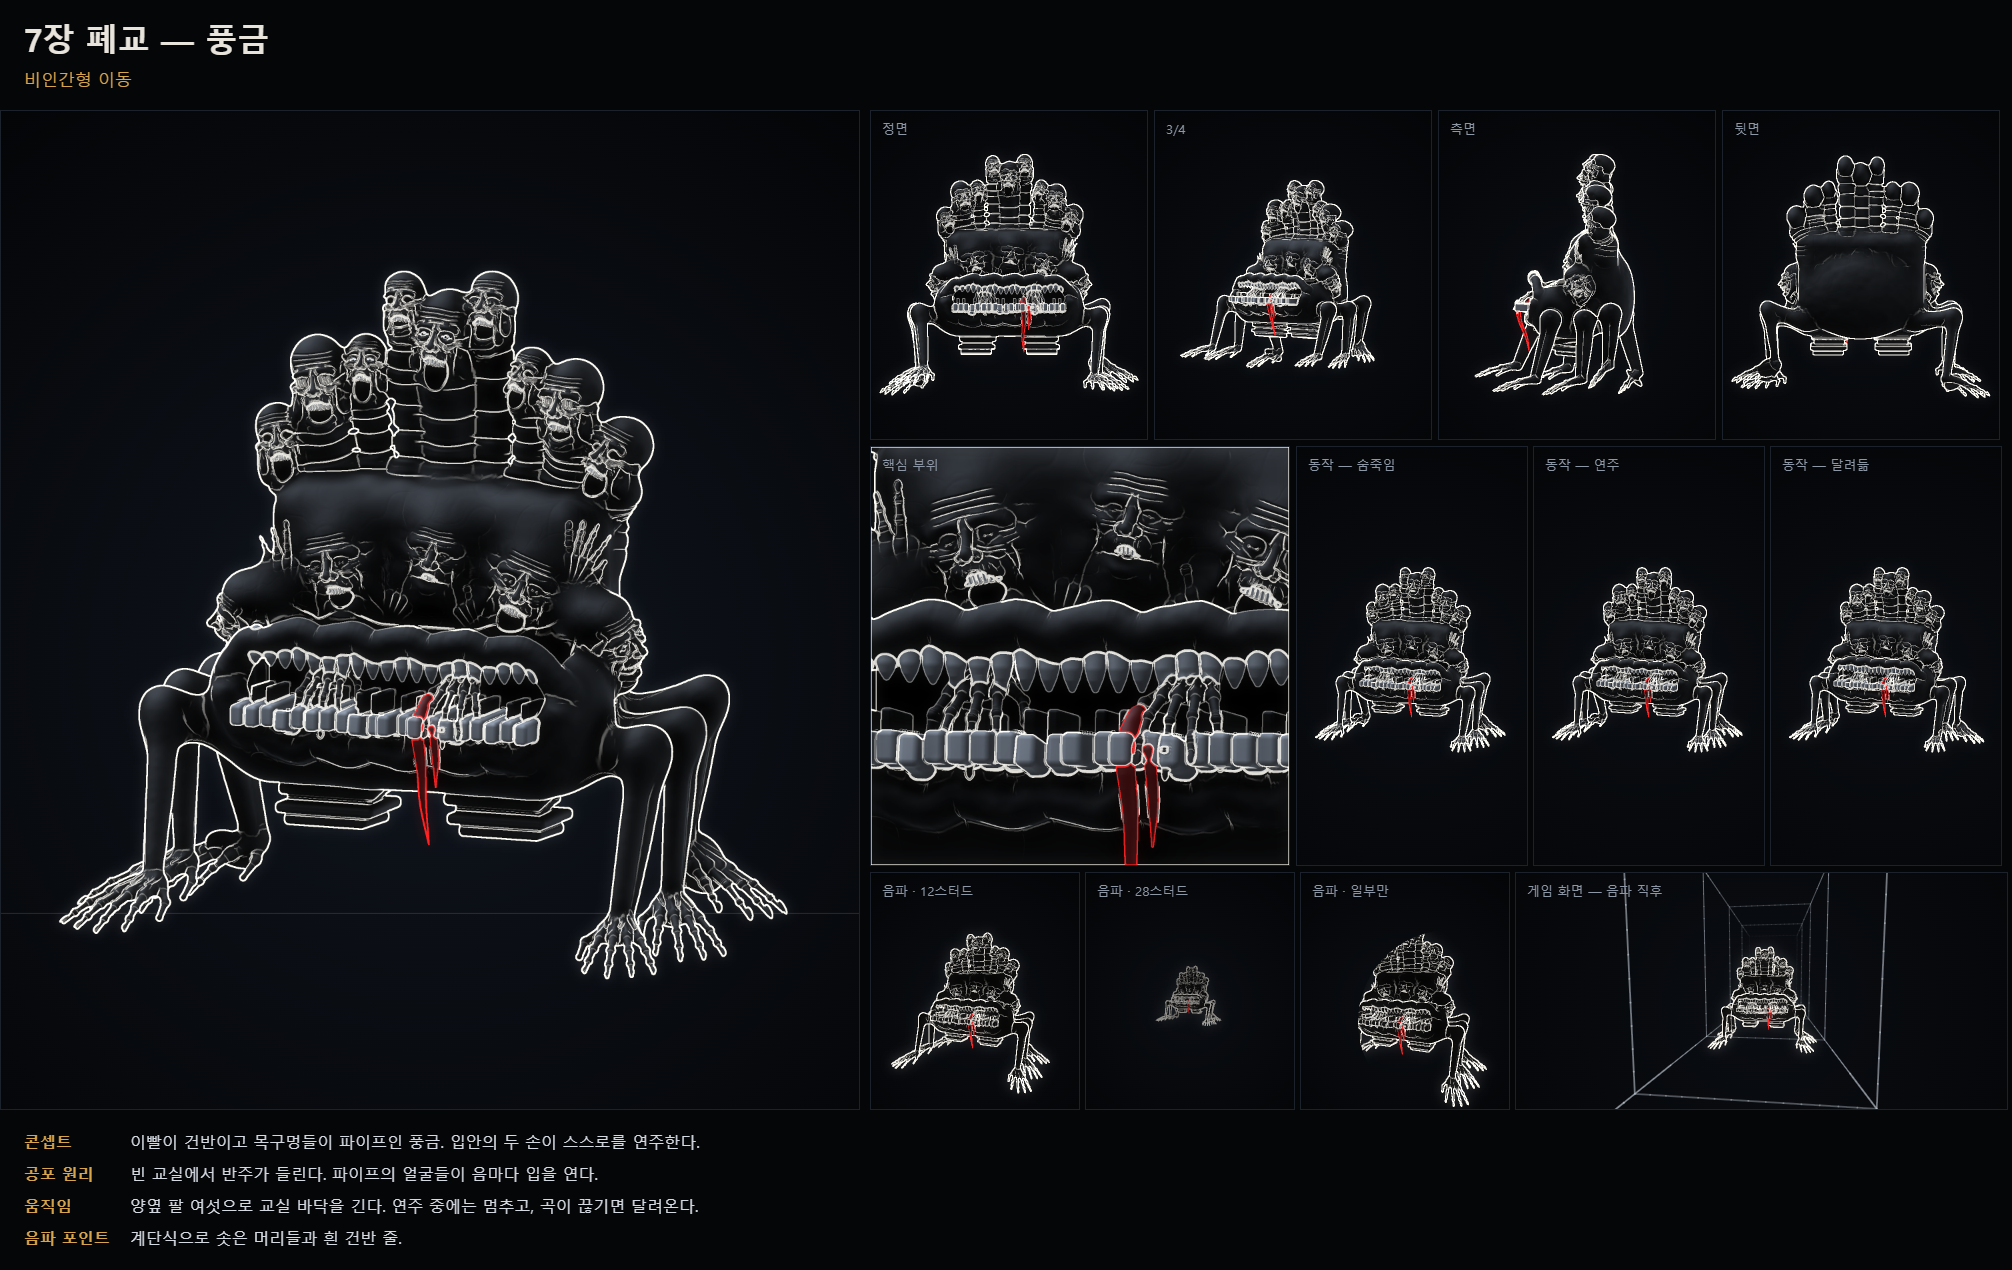 7장 폐교 — 풍금
비인간형 이동
정면
3/4
측면
뒷면
핵심 부위
동작 — 숨죽임
동작 — 연주
동작 — 달려듦
음파 · 12스터드
음파 · 28스터드
음파 · 일부만
게임 화면 — 음파 직후
콘셉트 이빨이 건반이고 목구멍들이 파이프인 풍금. 입안의 두 손이 스스로를 연주한다.
공포 원리 빈 교실에서 반주가 들린다. 파이프의 얼굴들이 음마다 입을 연다.
움직임 양옆 팔 여섯으로 교실 바닥을 긴다. 연주 중에는 멈추고, 곡이 끊기면 달려온다.
음파 포인트 계단식으로 솟은 머리들과 흰 건반 줄.